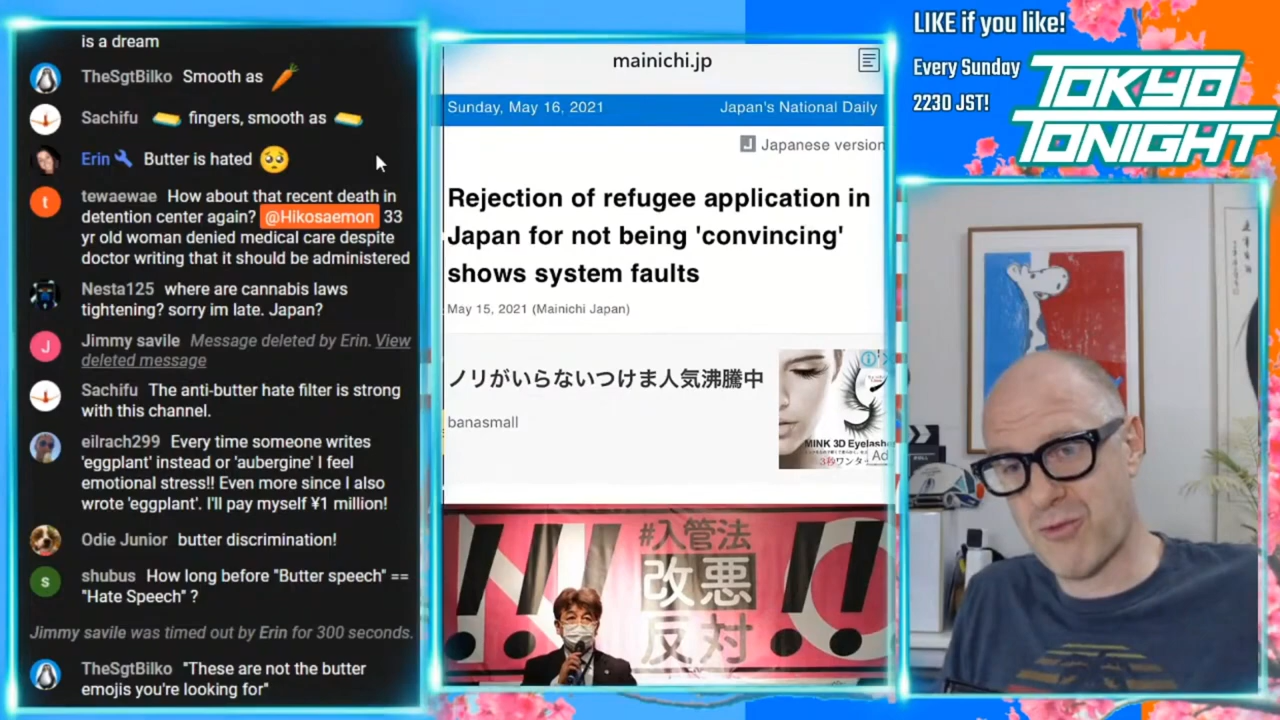 is a dream
TheSgtBilko Smooth as 🥕
Sachifu 🧈 fingers, smooth as 🧈
Erin Butter is hated 🥺
tewaewae How about that recent death in
detention center again? @Hikosaemon 33
yr old woman denied medical care despite
doctor writing that it should be administered
Nesta125 where are cannabis laws
tightening? sorry im late. Japan?
Jimmy savile Message deleted by Erin. View
deleted message
Sachifu The anti-butter hate filter is strong
with this channel.
eilrach299 Every time someone writes
'eggplant' instead or 'aubergine' I feel
emotional stress!! Even more since I also
wrote 'eggplant'. I'll pay myself ¥1 million!
Odie Junior butter discrimination!
shubus How long before "Butter speech" ==
"Hate Speech" ?
Jimmy savile was timed out by Erin for 300 seconds.
TheSgtBilko "These are not the butter
emojis you're looking for"
mainichi.jp
Sunday, May 16, 2021 Japan's National Daily
J Japanese version
Rejection of refugee application in
Japan for not being 'convincing'
shows system faults
May 15, 2021 (Mainichi Japan)
ノリがいらないつけま人気沸騰中
banasmall
MINK 3D Eyelashe
Ad
3秒ワンタ
#入管法
改悪
反対
LIKE if you like!
Every Sunday
2230 JST!
TOKYO
TONIGHT
t
J
s